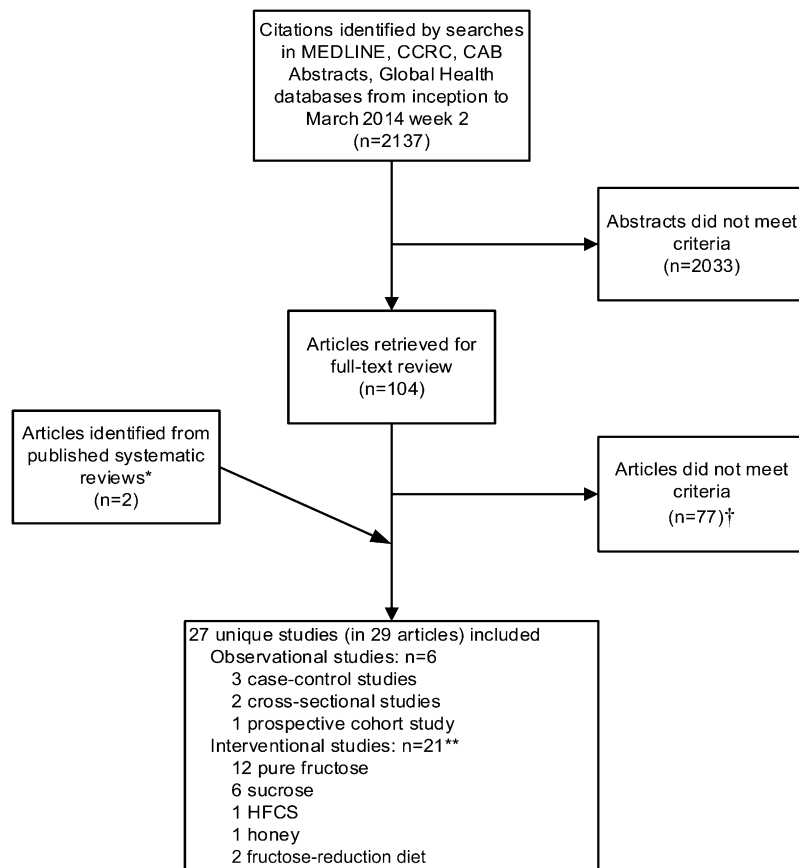 Citations identified by searches
in MEDLINE, CCRC, CAB
Abstracts, Global Health
databases from inception to
March 2014 week 2
(n=2137)
Abstracts did not meet
criteria
(n=2033)
Articles retrieved for
full-text review
(n=104)
Articles identified from
published systematic
reviews*
(n=2)
Articles did not meet
criteria
(n=77)†
27 unique studies (in 29 articles) included
Observational studies: n=6
3 case-control studies
2 cross-sectional studies
1 prospective cohort study
Interventional studies: n=21**
12 pure fructose
6 sucrose
1 HFCS
1 honey
2 fructose-reduction diet